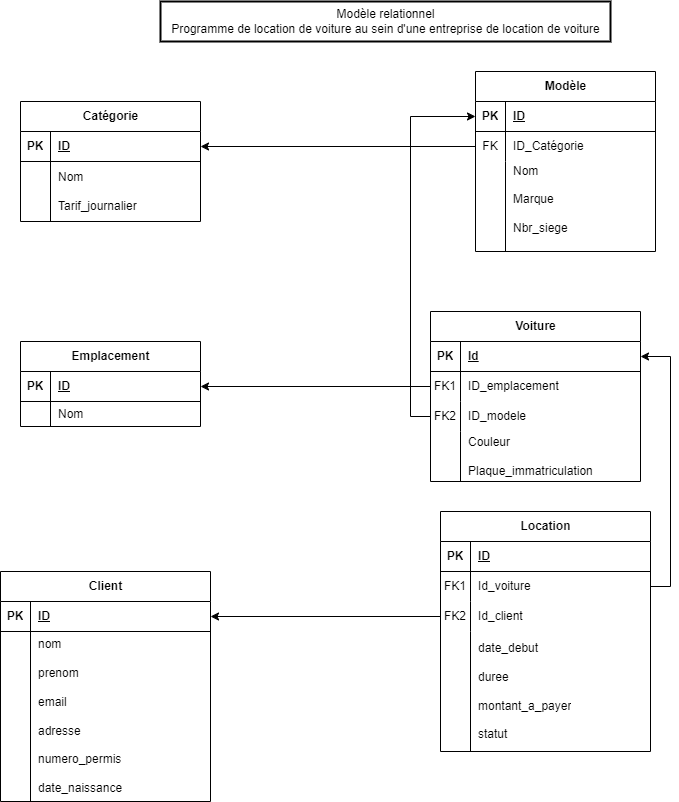 Modèle relationnel
Programme de location de voiture au sein d'une entreprise de location de voiture
Catégorie
PK ID
Nom
Tarif_journalier
Modèle
PK ID
FK ID_Catégorie
Nom
Marque
Nbr_siege
Emplacement
PK ID
Nom
Voiture
PK Id
FK1 ID_emplacement
FK2 ID_modele
Couleur
Plaque_immatriculation
Client
PK ID
nom
prenom
email
adresse
numero_permis
date_naissance
Location
PK ID
FK1 Id_voiture
FK2 Id_client
date_debut
duree
montant_a_payer
statut